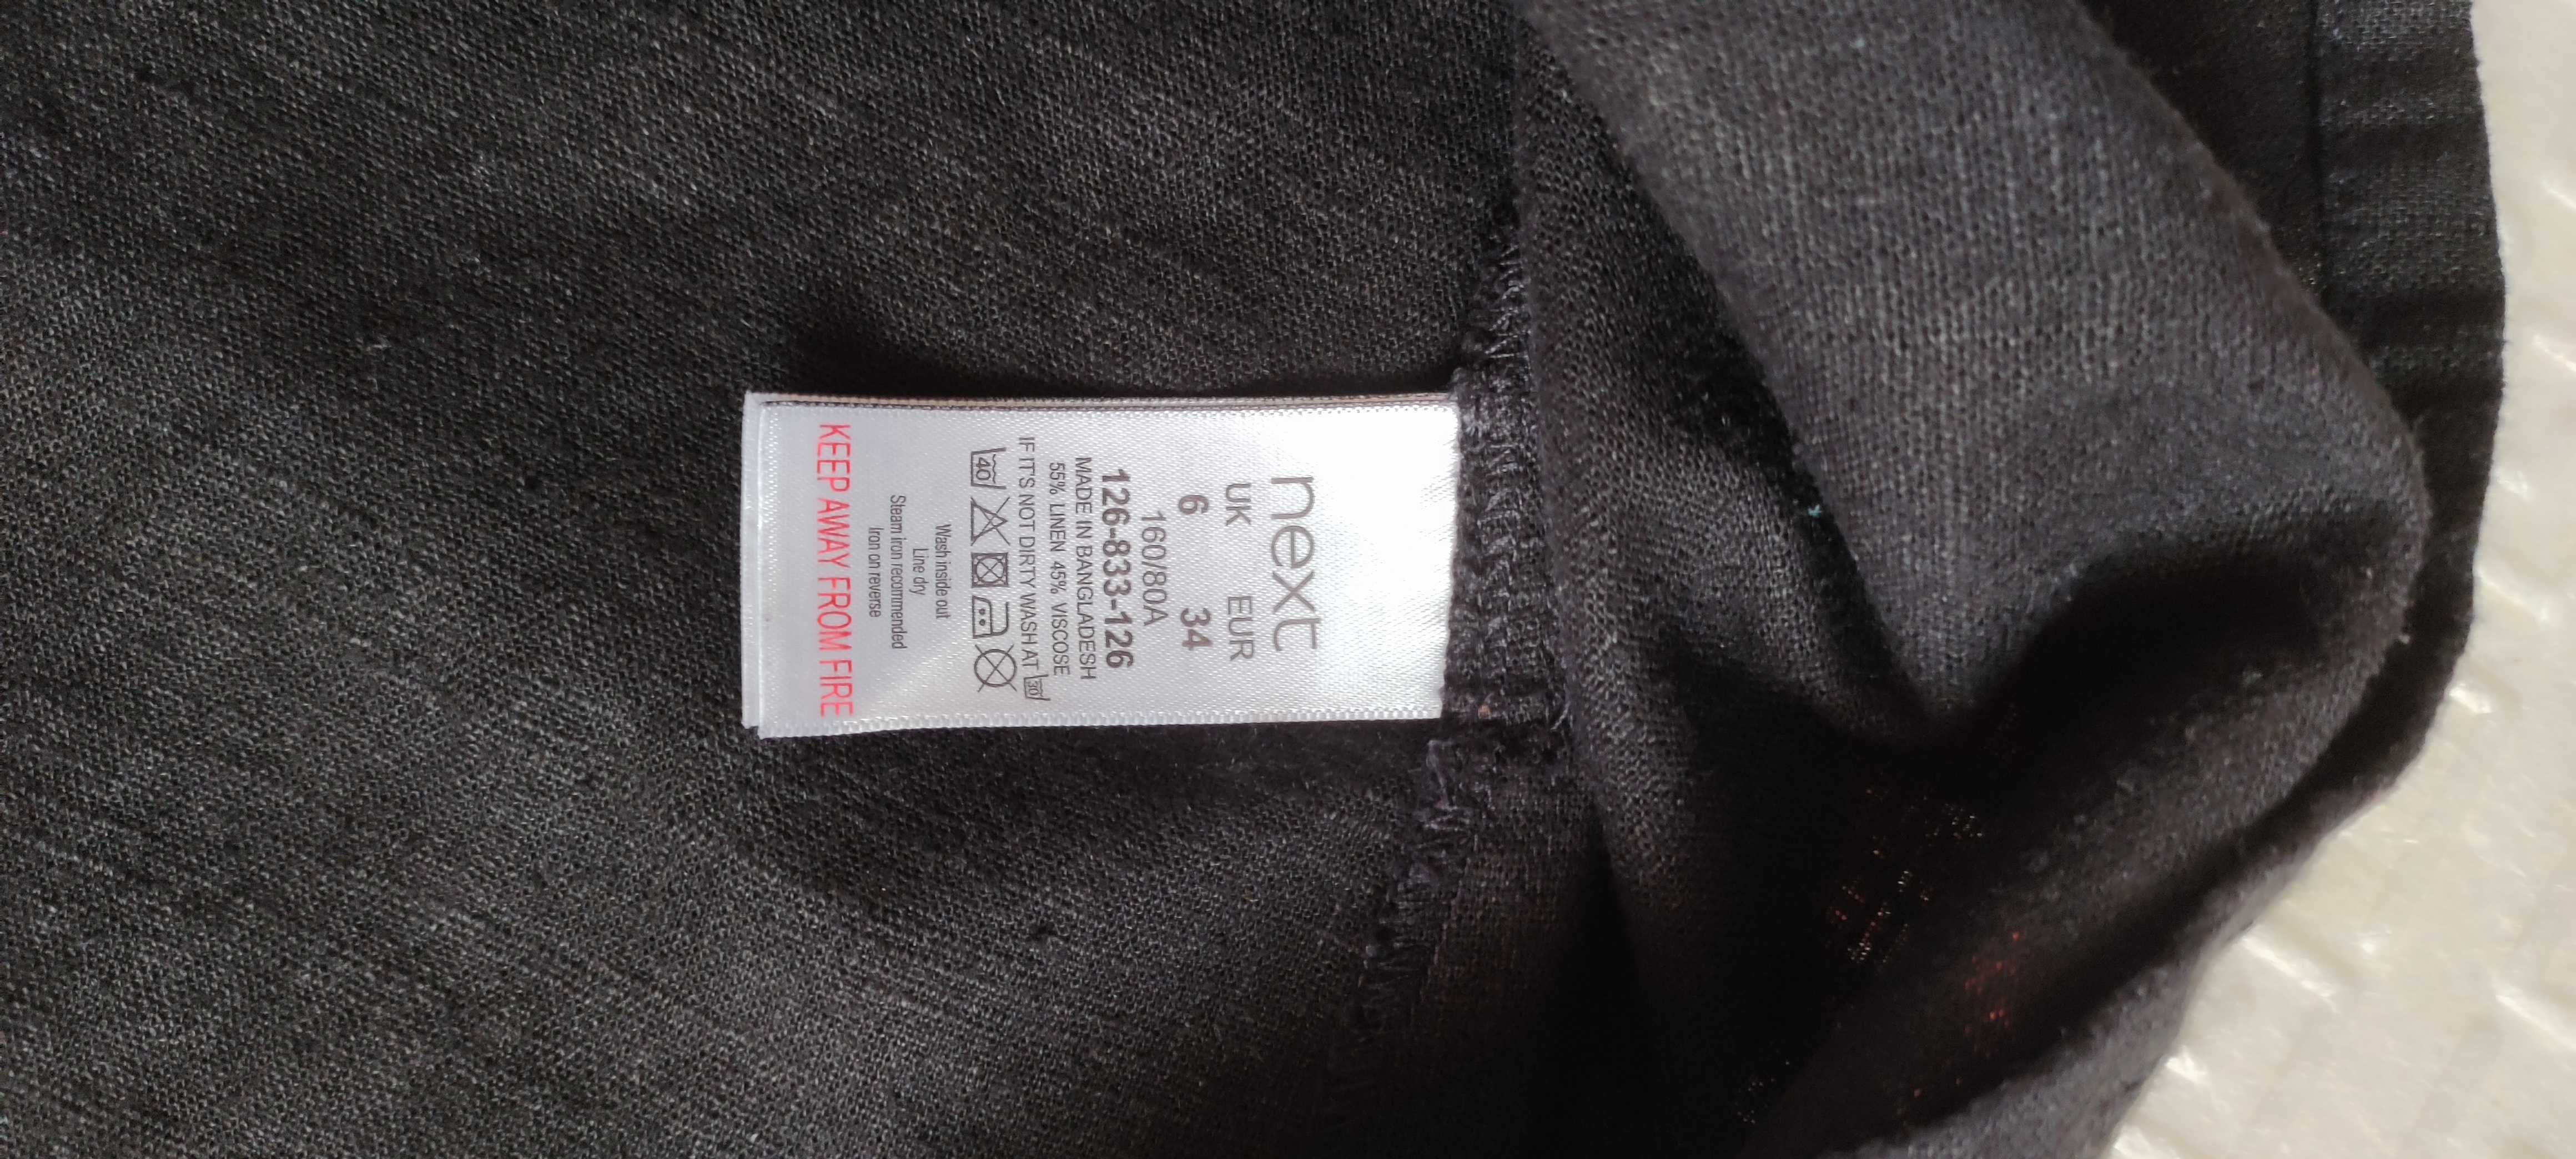 next
UK EUR
6 34
160/80A
126-833-126
MADE IN BANGLADESH
55% LINEN 45% VISCOSE
IF IT'S NOT DIRTY WASH AT 30
40
Wash inside out
Line dry
Steam iron recommended
Iron on reverse
KEEP AWAY FROM FIRE